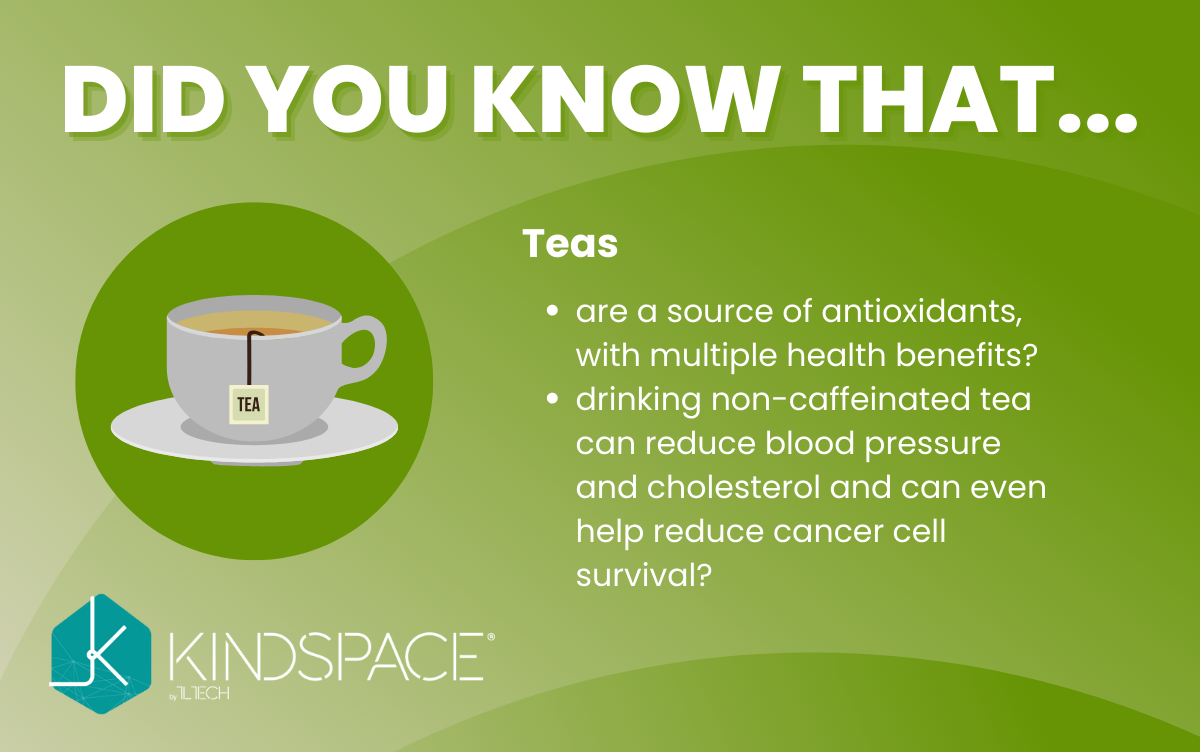 DID YOU KNOW THAT...
Teas
• are a source of antioxidants,
with multiple health benefits?
• drinking non-caffeinated tea
can reduce blood pressure
and cholesterol and can even
help reduce cancer cell
survival?
TEA
KINDSPACE®
by TLTECH